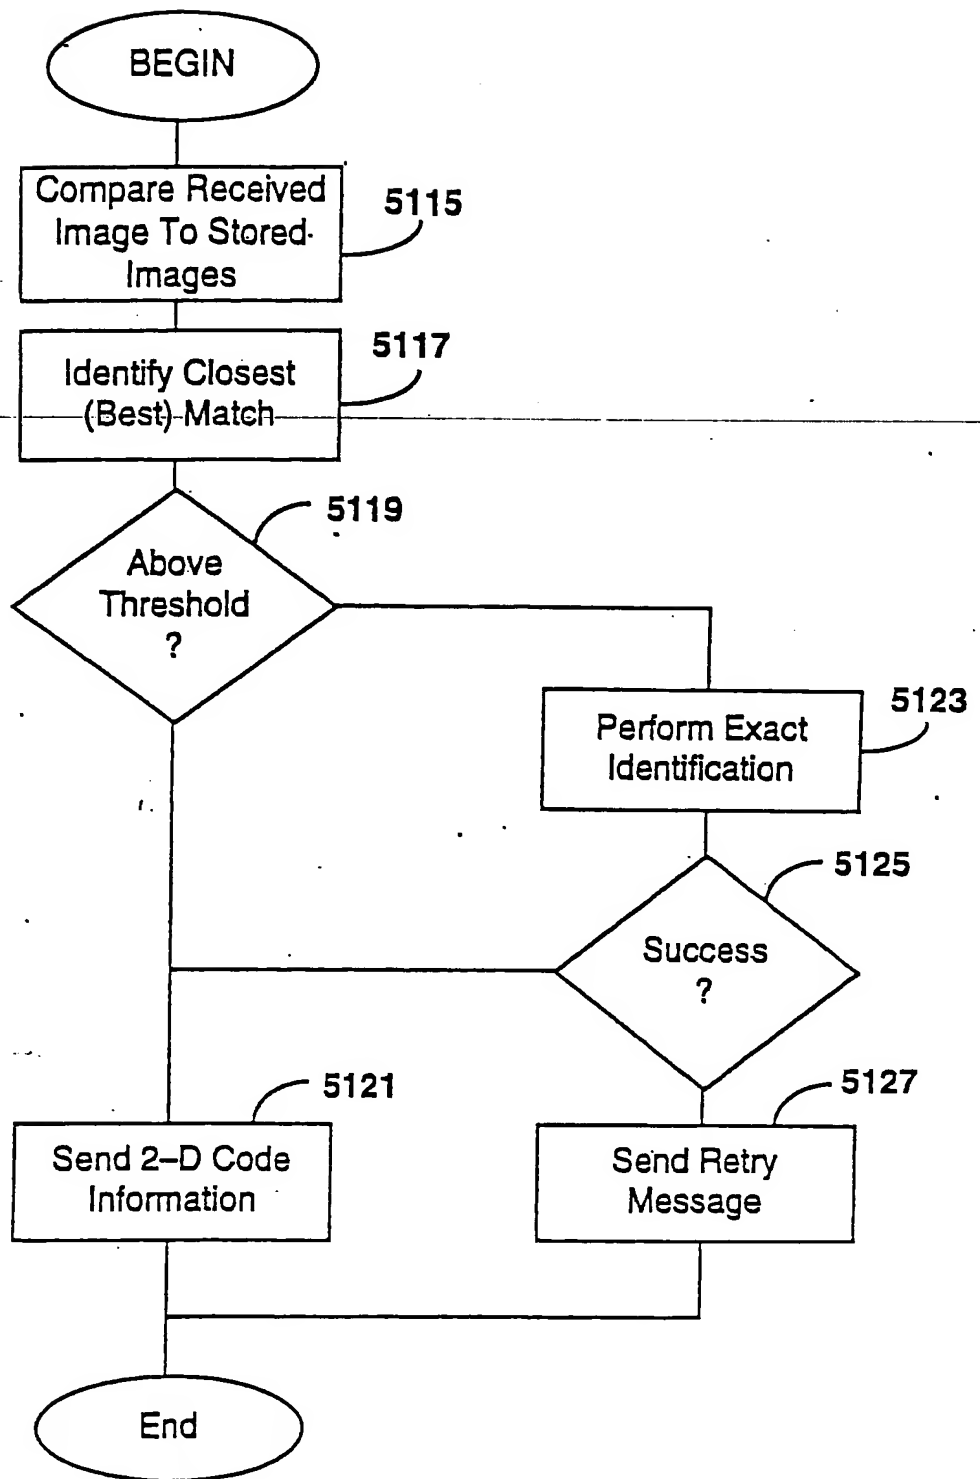 BEGIN
Compare Received
Image To Stored
Images
5115
Identify Closest
(Best) Match
5117
Above
Threshold
?
5119
Perform Exact
Identification
5123
Success
?
5125
Send 2-D Code
Information
5121
Send Retry
Message
5127
End